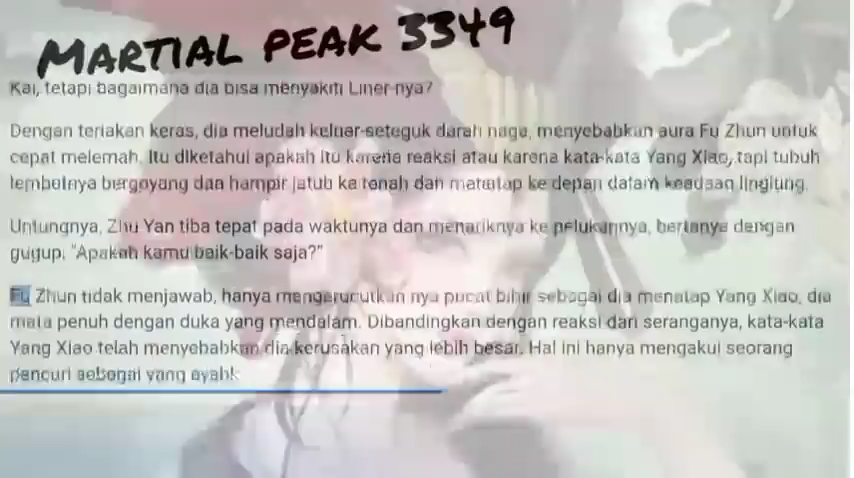 MARTIAL PEAK 3349
Kai, tetapi bagaimana dia bisa menyakiti Liner-nya?
Dengan teriakan keras, dia meludah keluar seteguk darah naga, menyebabkan aura Fu Zhun untuk
cepat melemah. Itu diketahui apakah itu karena reaksi atau karena kata-kata Yang Xiao, tapi tubuh
lembutnya bergoyang dan hampir jatuh ke tanah dan menatap ke depan dalam keadaan linglung.
Untungnya, Zhu Yan tiba tepat pada waktunya dan menariknya ke pelukannya, bertanya dengan
gugup, "Apakah kamu baik-baik saja?"
Fu Zhun tidak menjawab, hanya mengerucutkan nya pucat bibir sebagai dia menatap Yang Xiao, dia
mata penuh dengan duka yang mendalam. Dibandingkan dengan reaksi dari seranganya, kata-kata
Yang Xiao telah menyebabkan dia kerusakan yang lebih besar. Hal ini hanya mengakui seorang
pencuri sebagai yang ayah!